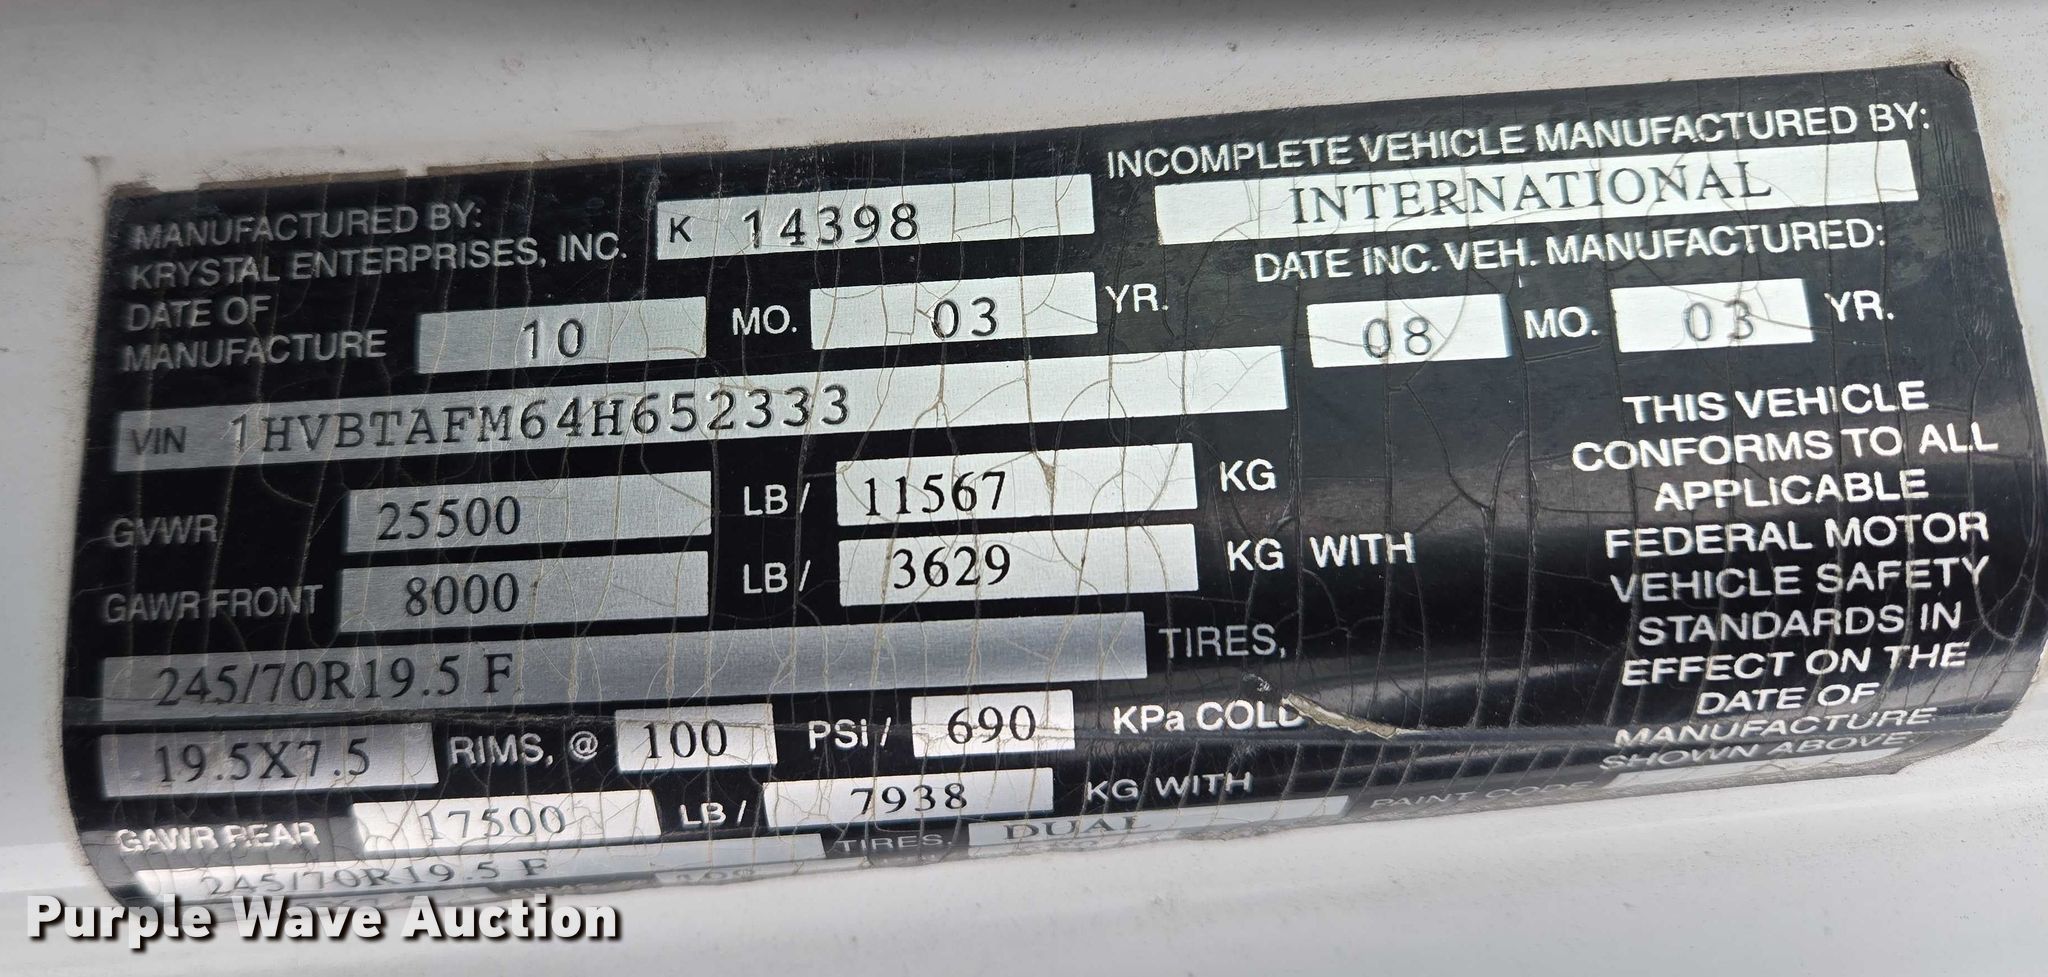 INCOMPLETE VEHICLE MANUFACTURED BY:
INTERNATIONAL
DATE INC. VEH. MANUFACTURED:
08 MO. 03 YR.
MANUFACTURED BY:
KRYSTAL ENTERPRISES, INC. K 14398
DATE OF
MANUFACTURE 10 MO. 03 YR.
VIN 1HVBTAFM64H652333
GVWR 25500 LB/ 11567 KG
GAWR FRONT 8000 LB/ 3629 KG WITH
245/70R19.5 F TIRES,
19.5X7.5 RIMS, @ 100 PSI/ 690 KPa COLD
GAWR REAR 17500 LB/ 7938 KG WITH
245/70R19.5 F TIRES, DUAL
THIS VEHICLE
CONFORMS TO ALL
APPLICABLE
FEDERAL MOTOR
VEHICLE SAFETY
STANDARDS IN
EFFECT ON THE
DATE OF
MANUFACTURE
SHOWN ABOVE
PAINT CODE
Purple Wave Auction